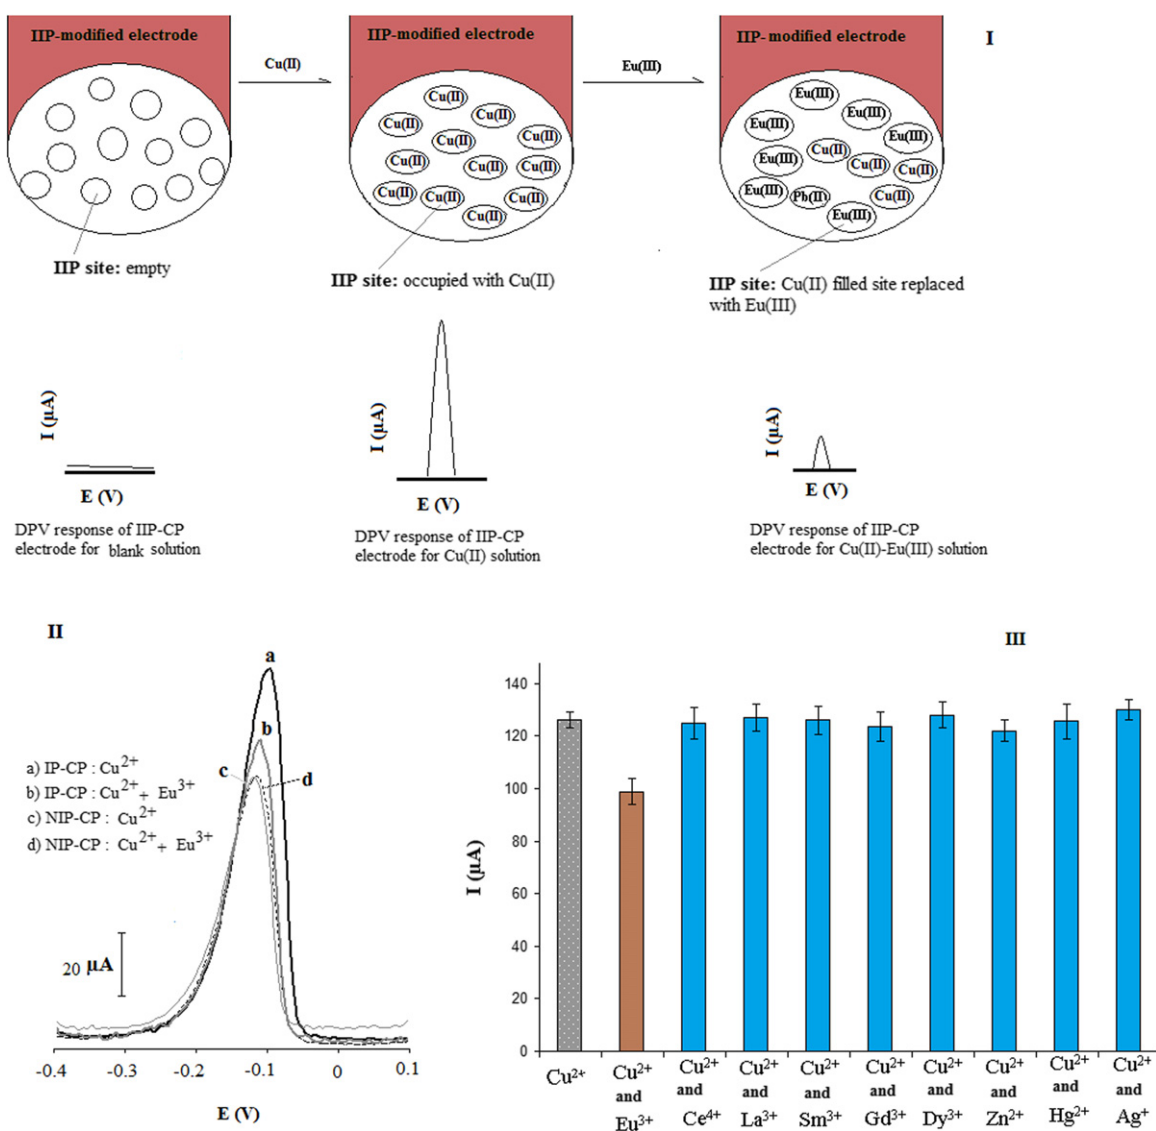 IIP-modified electrode
IIP-modified electrode
IIP-modified electrode
I
Cu(II)
Eu(III)
Cu(II)
Cu(II)
Cu(II)
Cu(II)
Cu(II)
Cu(II)
Cu(II)
Cu(II)
Cu(II)
Cu(II)
Cu(II)
Cu(II)
Eu(III)
Eu(III)
Eu(III)
Eu(III)
Cu(II)
Eu(III)
Cu(II)
Cu(II)
Eu(III)
Pb(II)
Cu(II)
Eu(III)
IIP site: empty
IIP site: occupied with Cu(II)
IIP site: Cu(II) filled site replaced
with Eu(III)
I (µA)
E (V)
DPV response of IIP-CP
electrode for blank solution
I (µA)
E (V)
DPV response of IIP-CP
electrode for Cu(II) solution
I (µA)
E (V)
DPV response of IIP-CP
electrode for Cu(II)-Eu(III) solution
II
a
b
c
d
a) IP-CP : Cu2+
b) IP-CP : Cu2+ + Eu3+
c) NIP-CP : Cu2+
d) NIP-CP : Cu2+ + Eu3+
20 µA
-0.4 -0.3 -0.2 -0.1 0 0.1
E (V)
III
140
120
100
80
60
40
20
0
I (µA)
Cu2+
Cu2+
and
Eu3+
Cu2+
and
Ce4+
Cu2+
and
La3+
Cu2+
and
Sm3+
Cu2+
and
Gd3+
Cu2+
and
Dy3+
Cu2+
and
Zn2+
Cu2+
and
Hg2+
Cu2+
and
Ag+